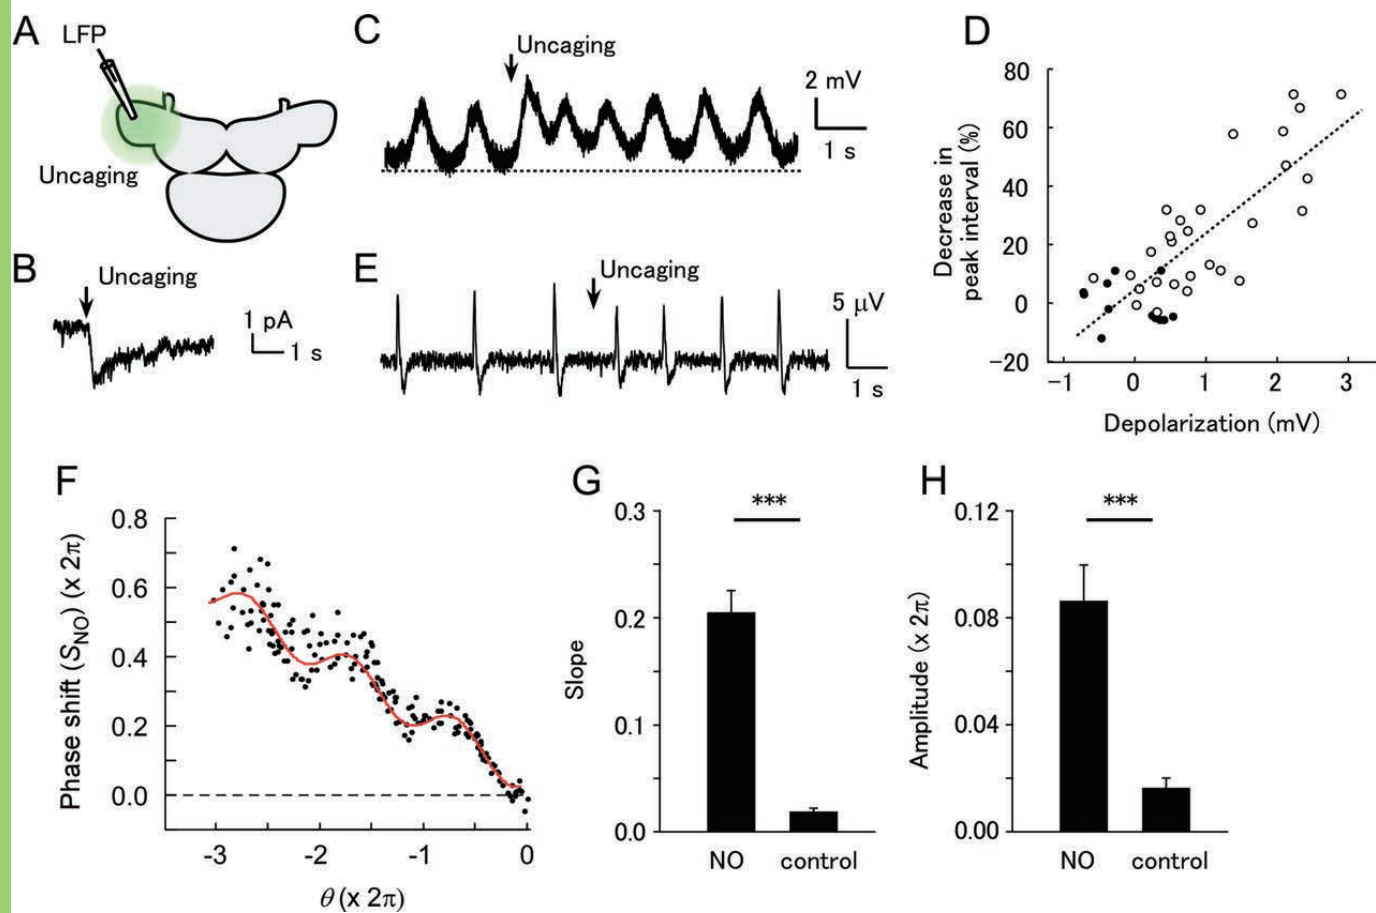 A
LFP
Uncaging
B
Uncaging
1 pA
1 s
C
Uncaging
2 mV
1 s
E
Uncaging
5 μV
1 s
D
Decrease in
peak interval (%)
80
60
40
20
0
−20
−1
0
1
2
3
Depolarization (mV)
F
Phase shift (S_NO) (x 2π)
0.8
0.6
0.4
0.2
0.0
-3
-2
-1
0
θ (x 2π)
G
***
Slope
0.3
0.2
0.1
0.0
NO control
H
***
Amplitude (x 2π)
0.12
0.08
0.04
0.00
NO control